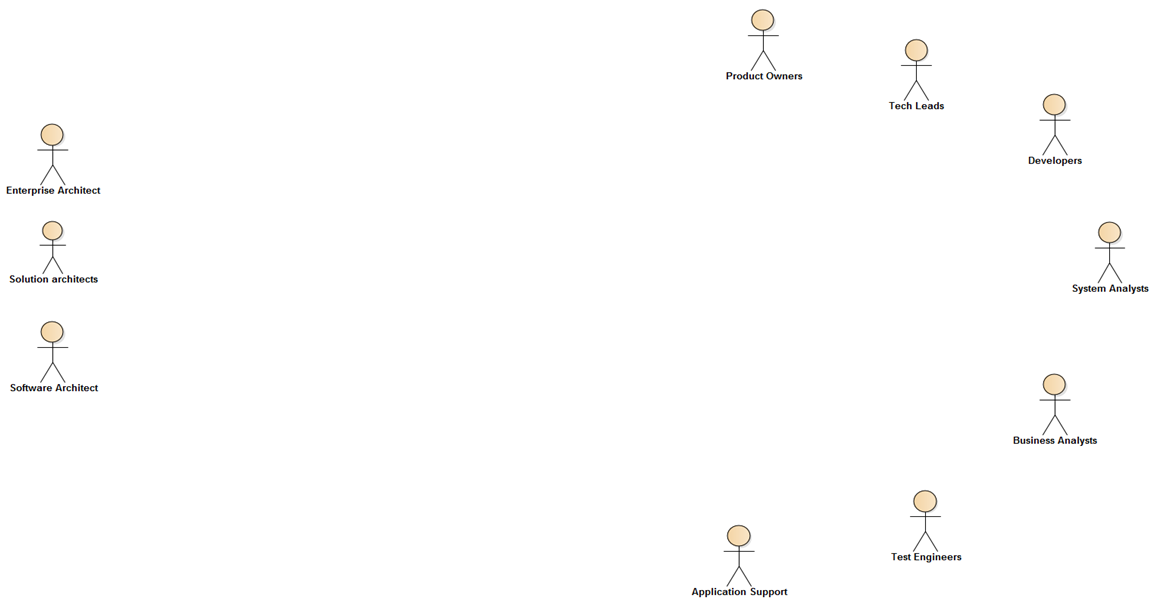 Product Owners
Tech Leads
Developers
Enterprise Architect
Solution architects
System Analysts
Software Architect
Business Analysts
Test Engineers
Application Support